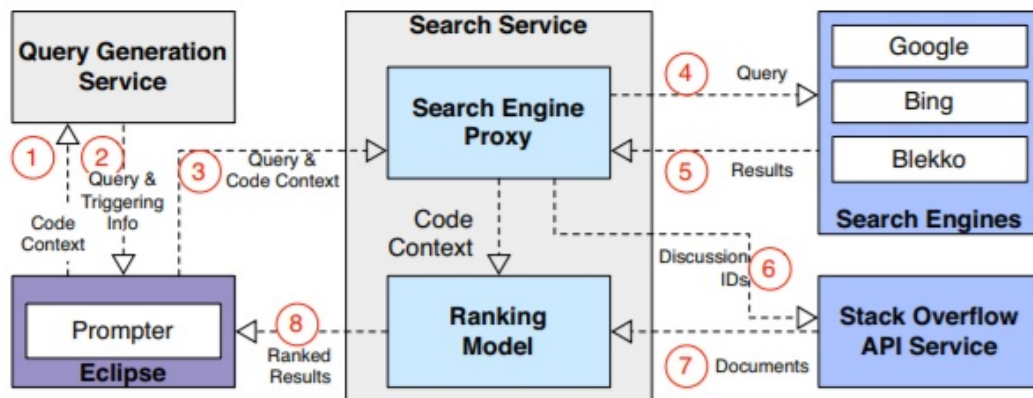 Query Generation
Service
1
2
Query &
Triggering
Info
Code
Context
3
Query &
Code Context
Prompter
Eclipse
Search Service
Search Engine
Proxy
Code
Context
Ranking
Model
8
Ranked
Results
4
Query
5
Results
Discussion
IDs
6
7
Documents
Google
Bing
Blekko
Search Engines
Stack Overflow
API Service